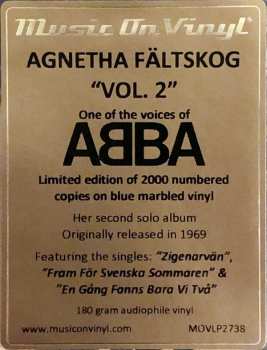 Music On Vinyl
AGNETHA FÄLTSKOG
“VOL. 2”
One of the voices of
ABBA
Limited edition of 2000 numbered
copies on blue marbled vinyl
Her second solo album
Originally released in 1969
Featuring the singles: “Zigenarvän”,
“Fram För Svenska Sommaren” &
“En Gång Fanns Bara Vi Två”
180 gram audiophile vinyl
www.musiconvinyl.com MOVLP2738